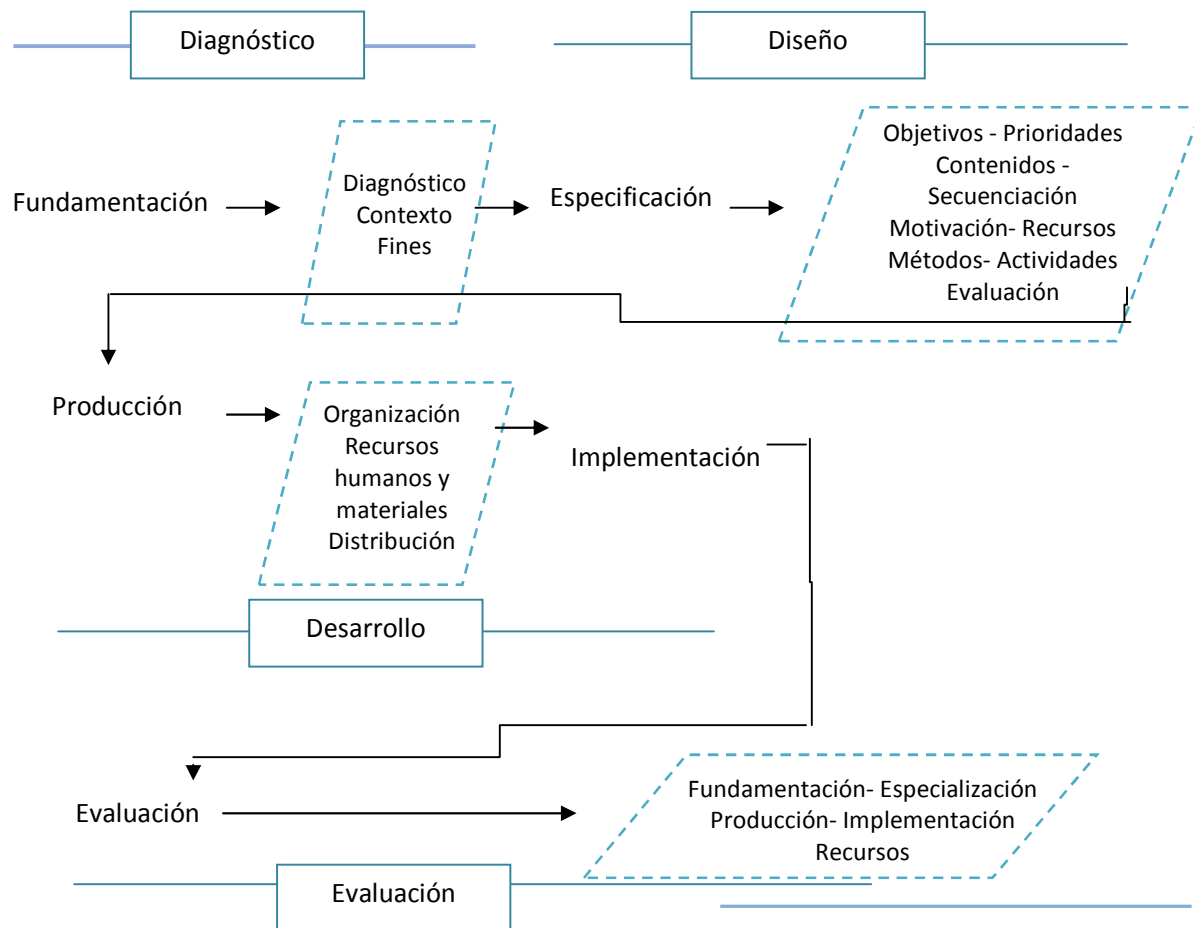 Diagnóstico
Diseño
Fundamentación
Diagnóstico
Contexto
Fines
Especificación
Objetivos - Prioridades
Contenidos -
Secuenciación
Motivación- Recursos
Métodos- Actividades
Evaluación
Producción
Organización
Recursos
humanos y
materiales
Distribución
Implementación
Desarrollo
Evaluación
Fundamentación- Especialización
Producción- Implementación
Recursos
Evaluación